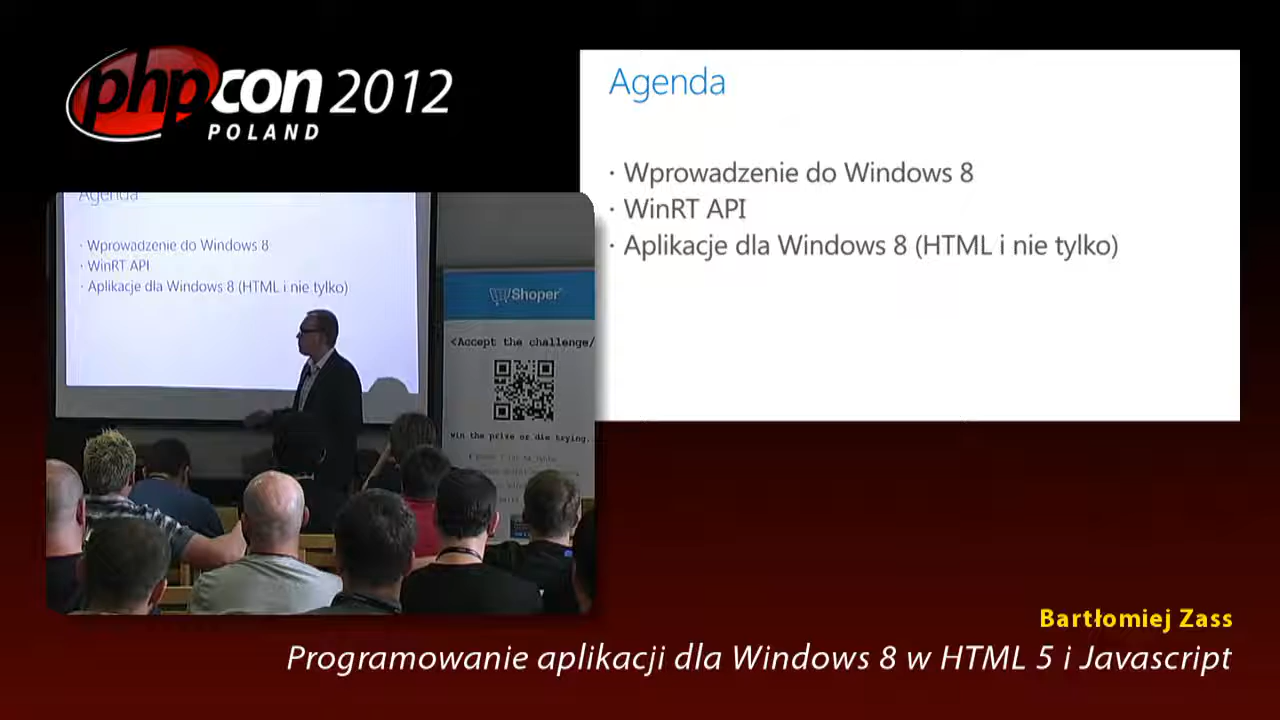 phpcon 2012
POLAND
Agenda
· Wprowadzenie do Windows 8
· WinRT API
· Aplikacje dla Windows 8 (HTML i nie tylko)
Agenda
· Wprowadzenie do Windows 8
· WinRT API
· Aplikacje dla Windows 8 (HTML i nie tylko)
Shoper
<Accept the challenge/
win the prize or die trying..
Bartłomiej Zass
Programowanie aplikacji dla Windows 8 w HTML 5 i Javascript